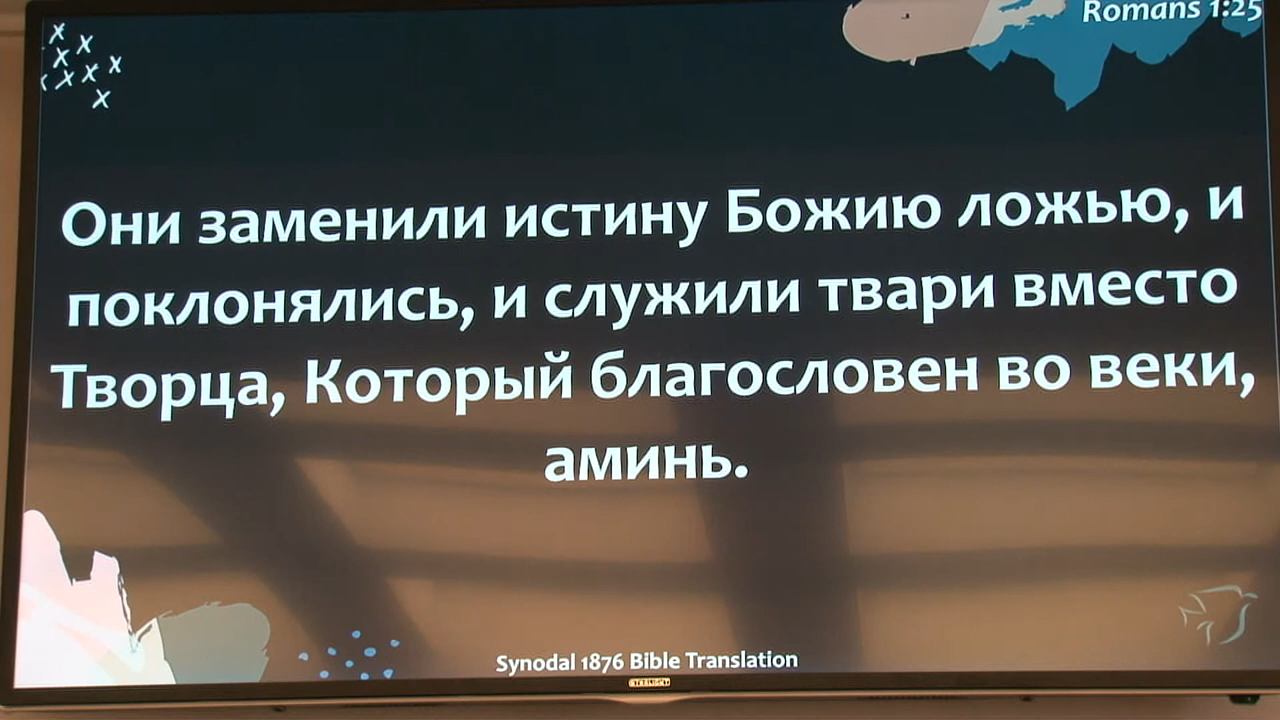 Romans 1:25
Они заменили истину Божию ложью, и
поклонялись, и служили твари вместо
Творца, Который благословен во веки,
аминь.
Synodal 1876 Bible Translation